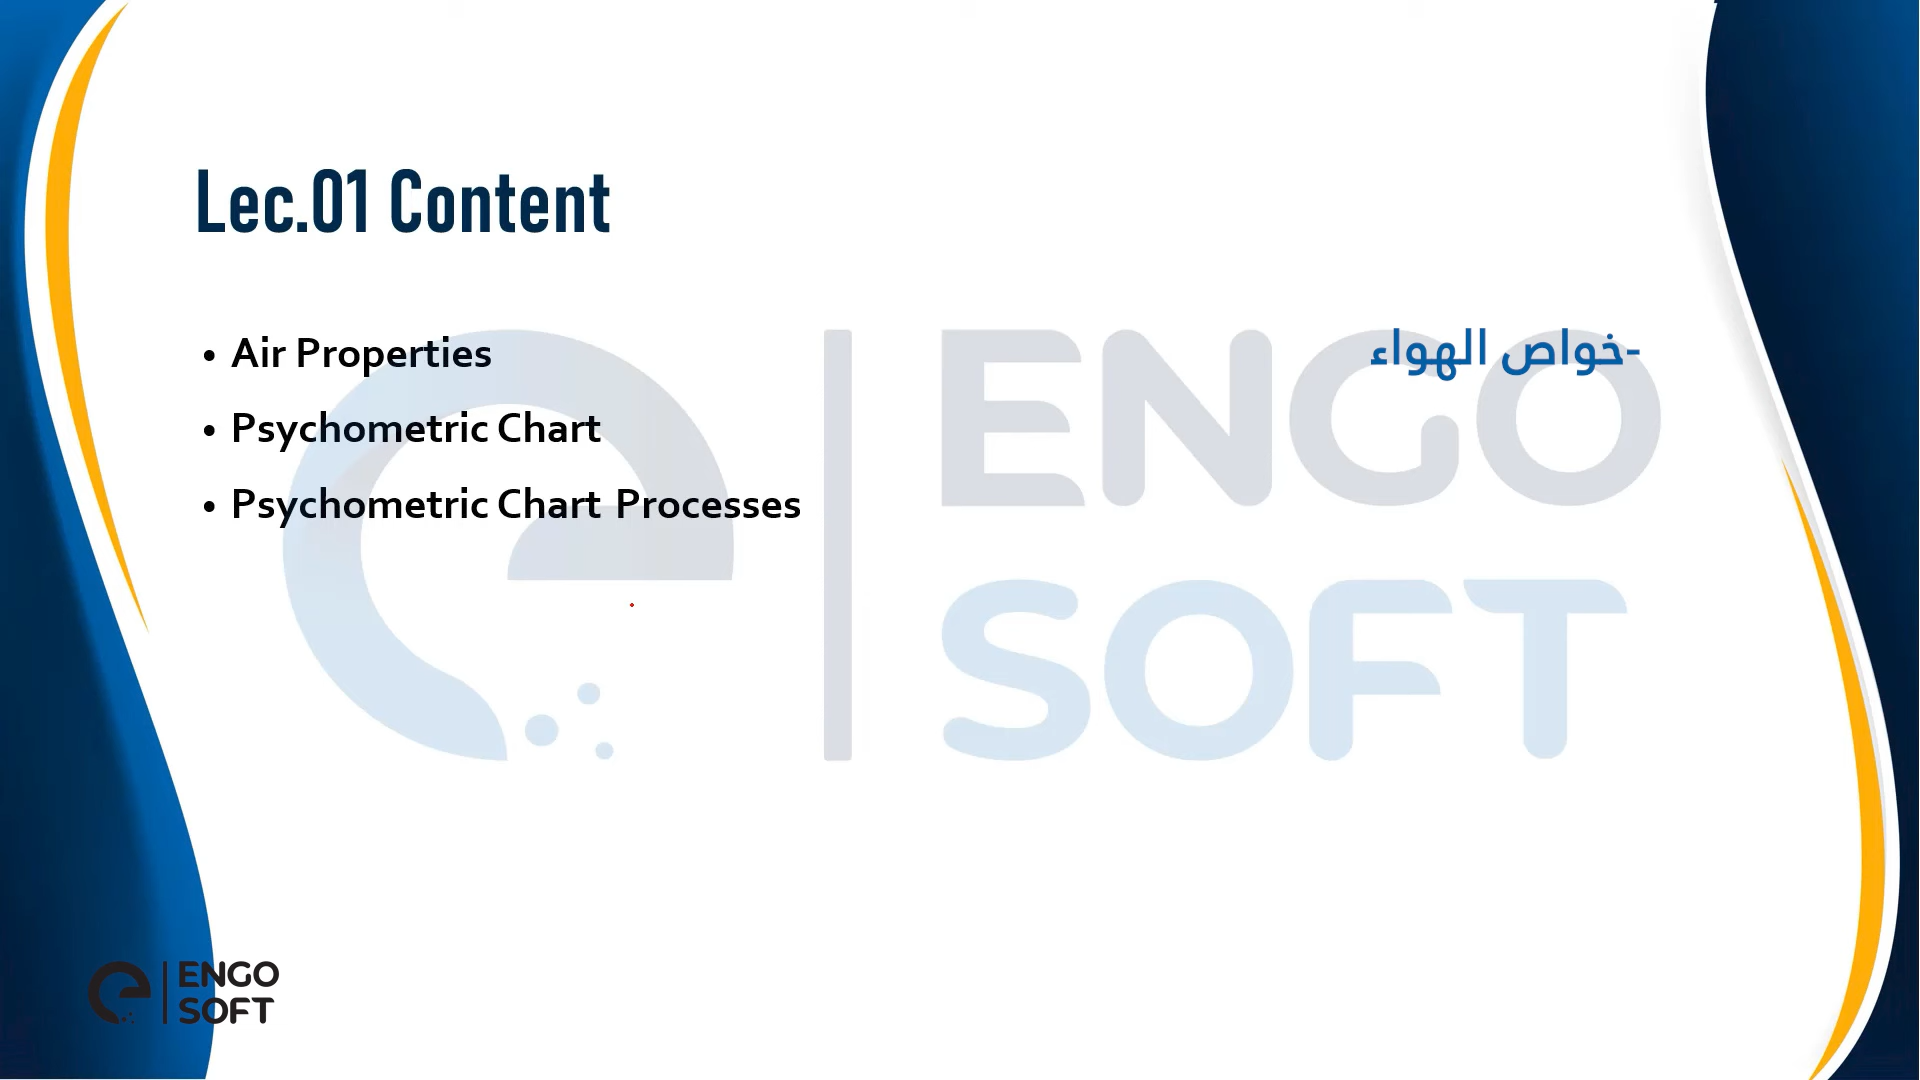 Lec.01 Content
• Air Properties
-خواص الهواء
• Psychometric Chart
• Psychometric Chart Processes
ENGO
SOFT
ENGO
SOFT